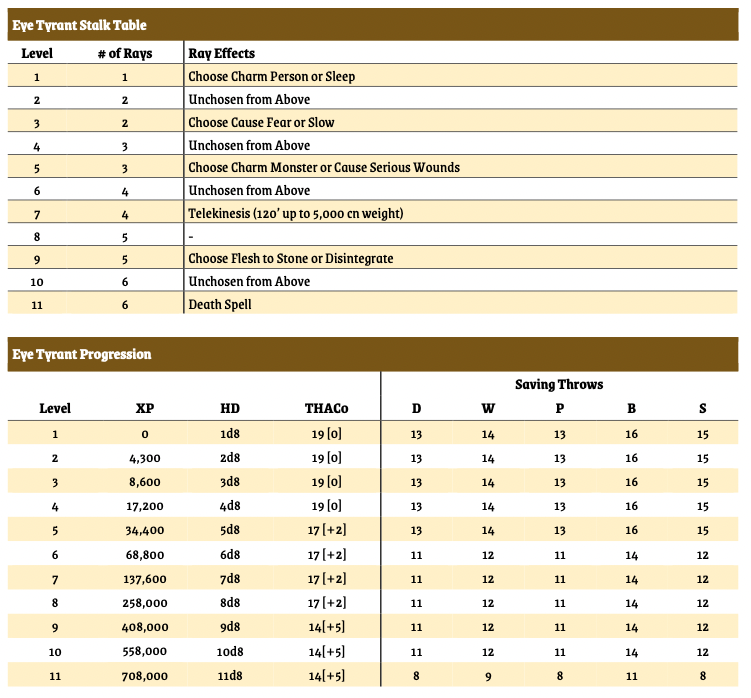 Eye Tyrant Stalk Table
Level # of Rays Ray Effects
1 1 Choose Charm Person or Sleep
2 2 Unchosen from Above
3 2 Choose Cause Fear or Slow
4 3 Unchosen from Above
5 3 Choose Charm Monster or Cause Serious Wounds
6 4 Unchosen from Above
7 4 Telekinesis (120' up to 5,000 cn weight)
8 5 -
9 5 Choose Flesh to Stone or Disintegrate
10 6 Unchosen from Above
11 6 Death Spell
Eye Tyrant Progression
Saving Throws
Level XP HD THAC0 D W P B S
1 0 1d8 19 [0] 13 14 13 16 15
2 4,300 2d8 19 [0] 13 14 13 16 15
3 8,600 3d8 19 [0] 13 14 13 16 15
4 17,200 4d8 19 [0] 13 14 13 16 15
5 34,400 5d8 17 [+2] 13 14 13 16 15
6 68,800 6d8 17 [+2] 11 12 11 14 12
7 137,600 7d8 17 [+2] 11 12 11 14 12
8 258,000 8d8 17 [+2] 11 12 11 14 12
9 408,000 9d8 14[+5] 11 12 11 14 12
10 558,000 10d8 14[+5] 11 12 11 14 12
11 708,000 11d8 14[+5] 8 9 8 11 8